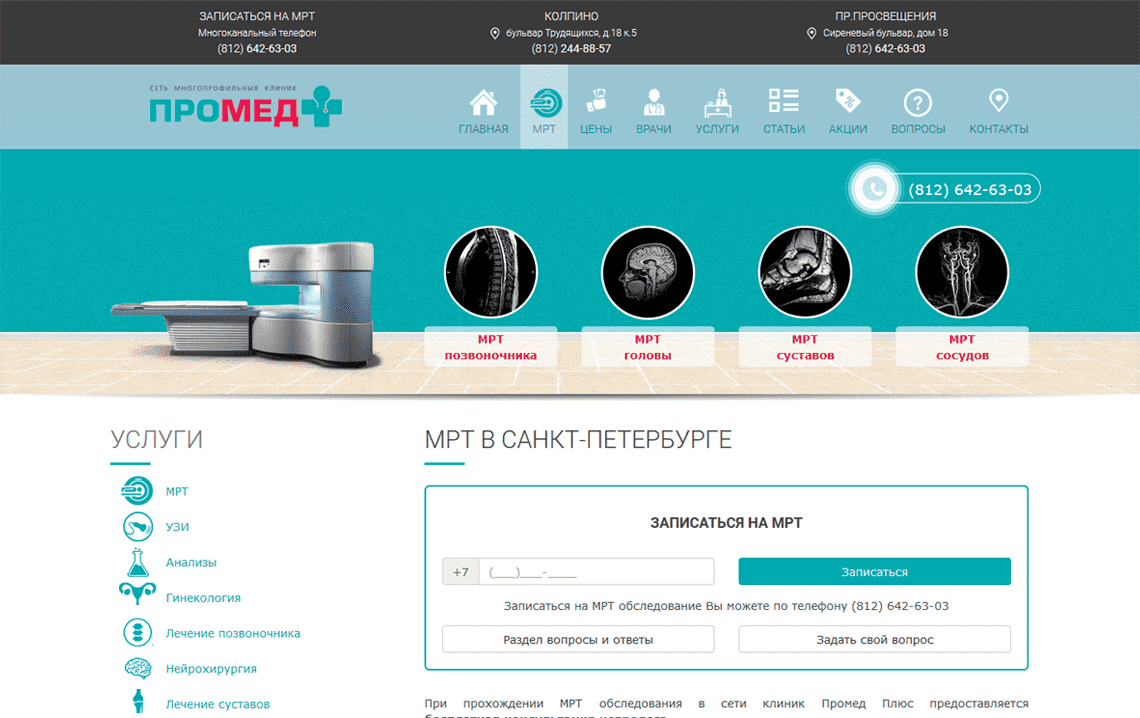 ЗАПИСАТЬСЯ НА МРТ
Многоканальный телефон
(812) 642-63-03
КОЛПИНО
бульвар Трудящихся, д.18 к.5
(812) 244-88-57
ПР.ПРОСВЕЩЕНИЯ
Сиреневый бульвар, дом 18
(812) 642-63-03
СЕТЬ МНОГОПРОФИЛЬНЫХ КЛИНИК
ПРОМЕД
ГЛАВНАЯ
МРТ
ЦЕНЫ
ВРАЧИ
УСЛУГИ
СТАТЬИ
АКЦИИ
ВОПРОСЫ
КОНТАКТЫ
(812) 642-63-03
МРТ
позвоночника
МРТ
головы
МРТ
суставов
МРТ
сосудов
УСЛУГИ
МРТ
УЗИ
Анализы
Гинекология
Лечение позвоночника
Нейрохирургия
Лечение суставов
МРТ В САНКТ-ПЕТЕРБУРГЕ
ЗАПИСАТЬСЯ НА МРТ
+7 (___)___-____
Записаться
Записаться на МРТ обследование Вы можете по телефону (812) 642-63-03
Раздел вопросы и ответы
Задать свой вопрос
При прохождении МРТ обследования в сети клиник Промед Плюс предоставляется